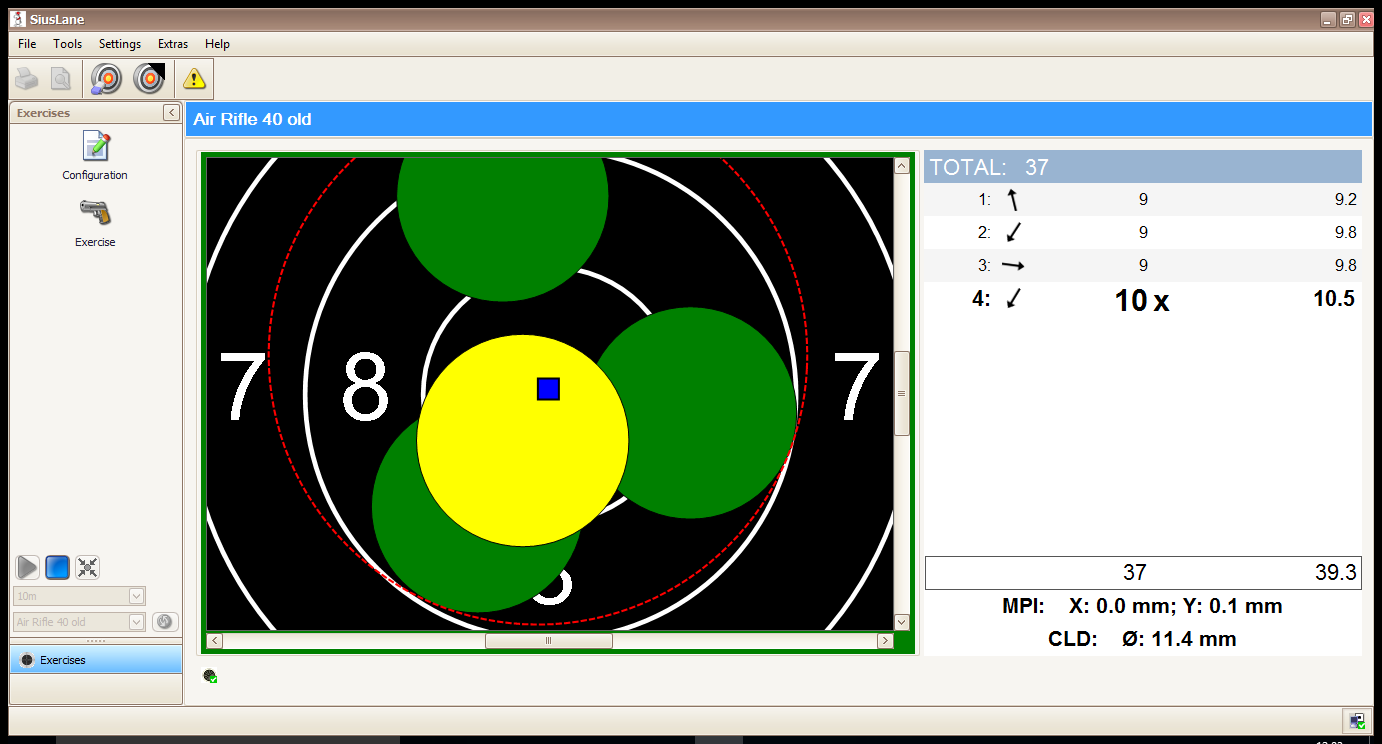 SiusLane
File Tools Settings Extras Help
Exercises
Configuration
Exercise
10m
Air Rifle 40 old
Exercises
Air Rifle 40 old
7 8 7
TOTAL: 37
1: 9 9.2
2: 9 9.8
3: 9 9.8
4: 10 x 10.5
37 39.3
MPI: X: 0.0 mm; Y: 0.1 mm
CLD: Ø: 11.4 mm